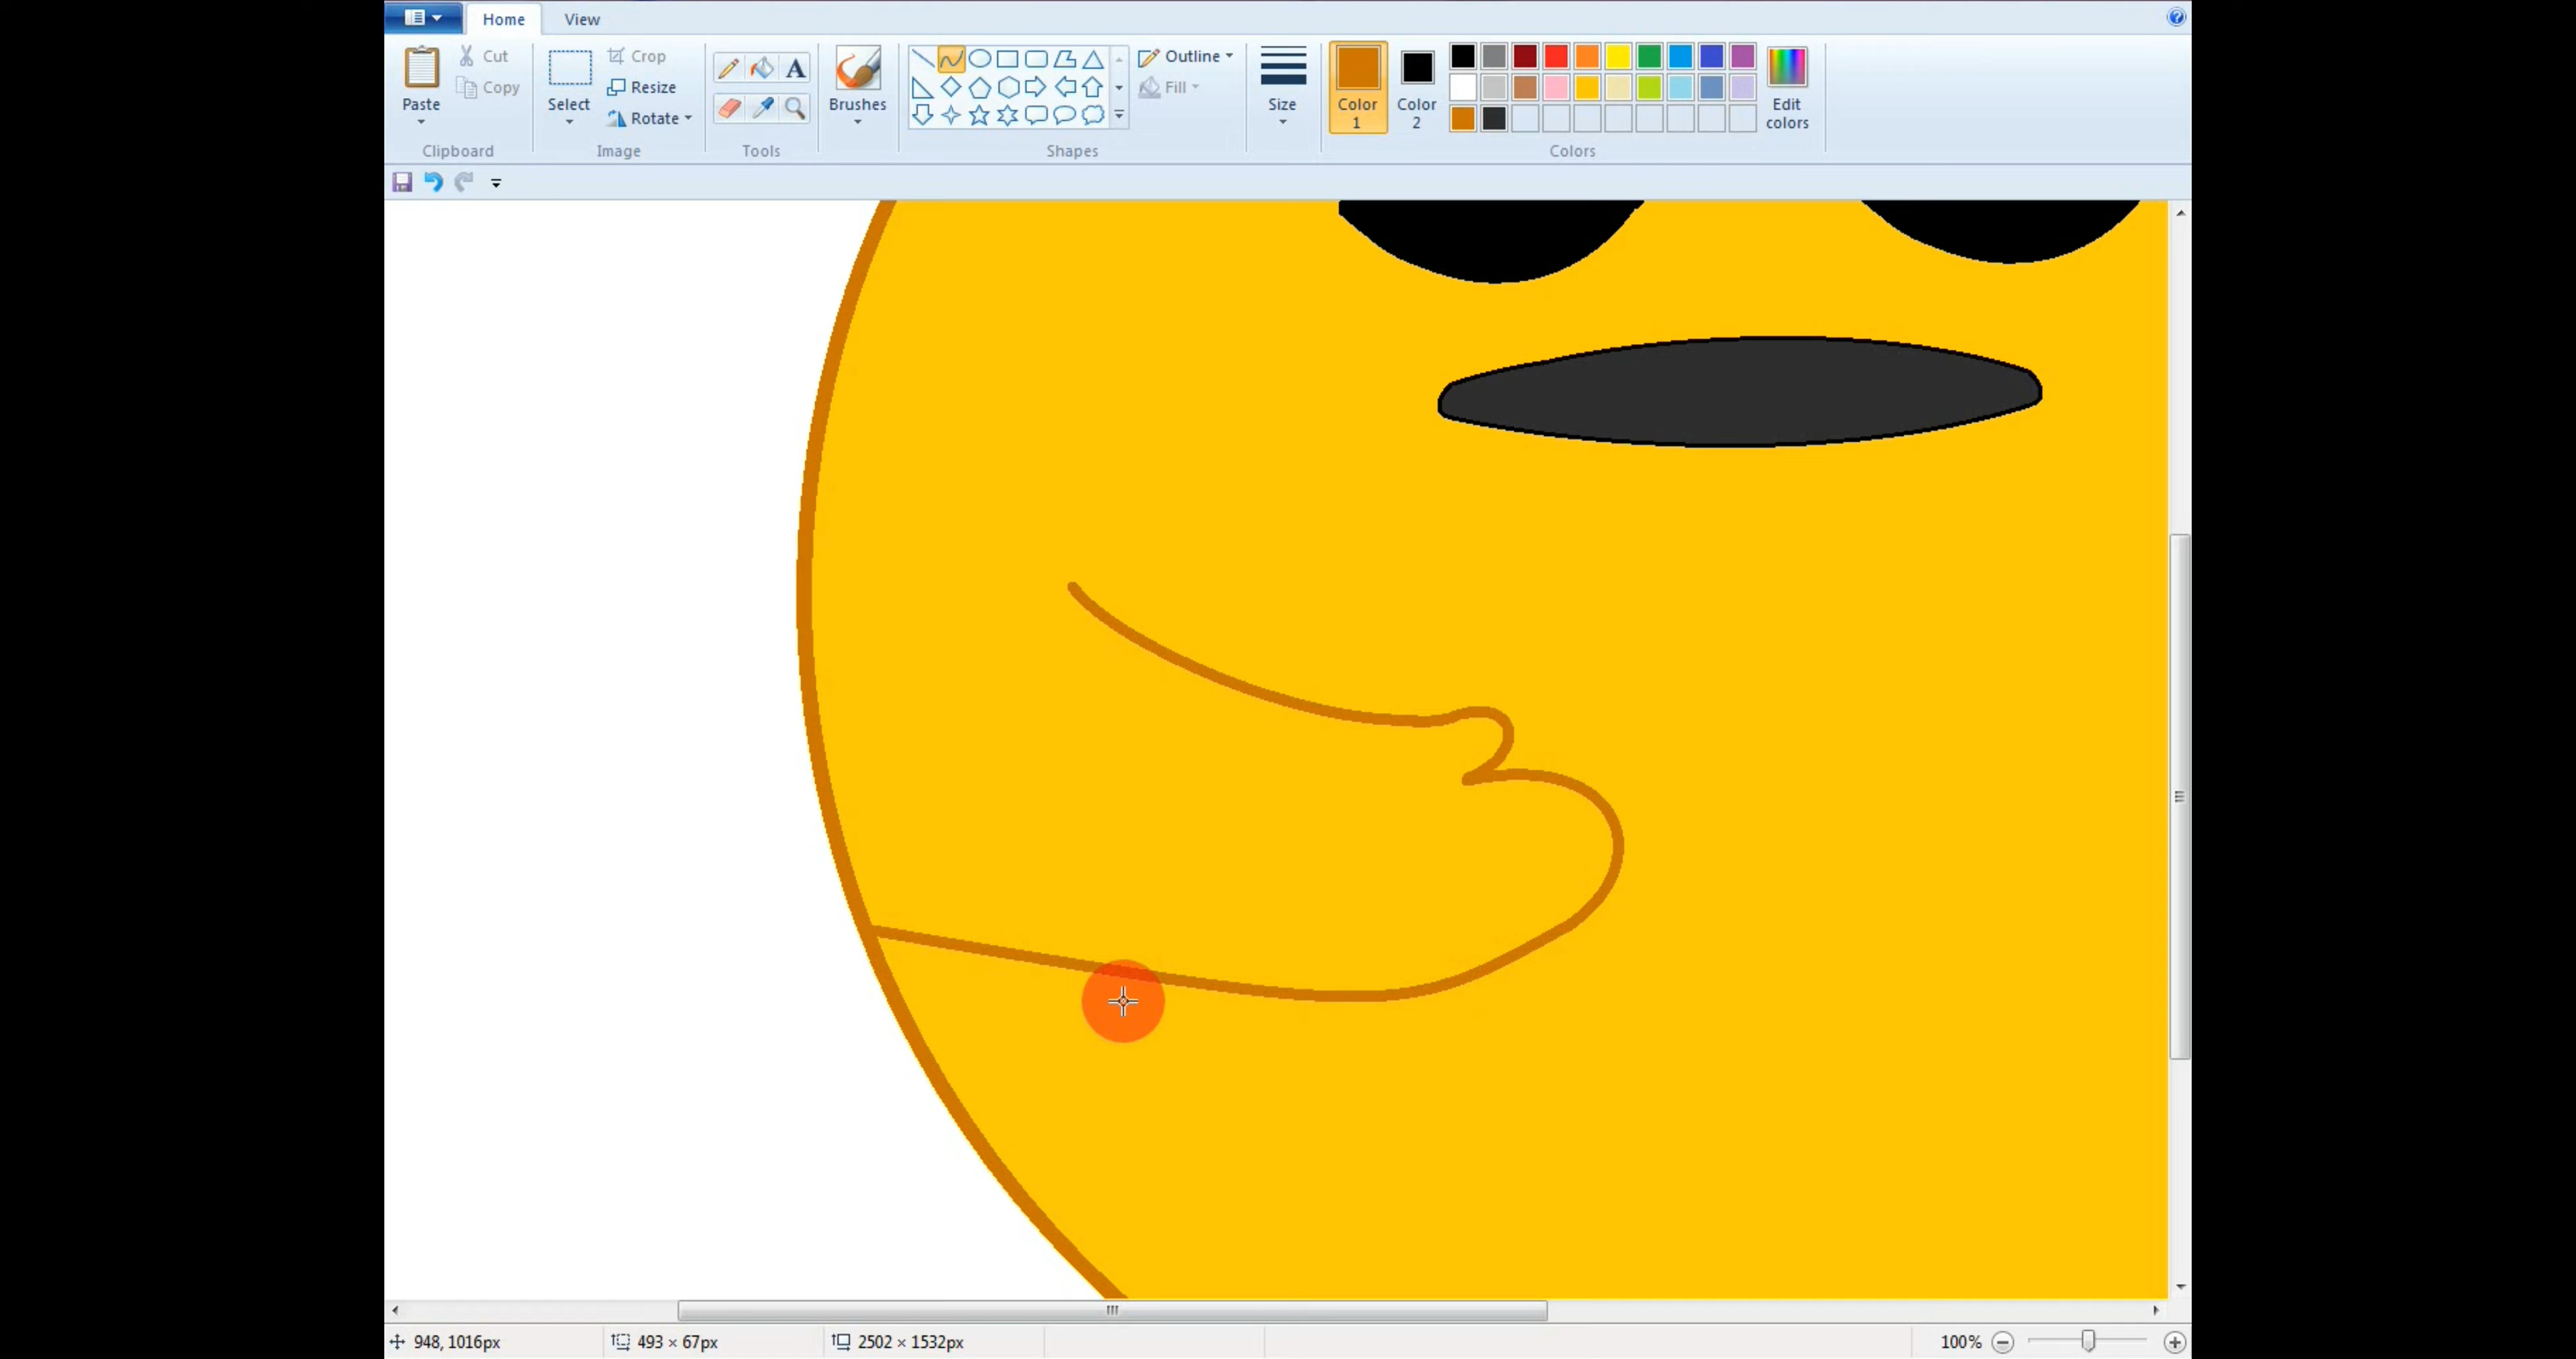 Home View
Paste Cut Copy Select Crop Resize Rotate A Brushes Outline Fill Size Color 1 Color 2 Edit colors
Clipboard Image Tools Shapes Colors
948, 1016px 493 × 67px 2502 × 1532px 100%